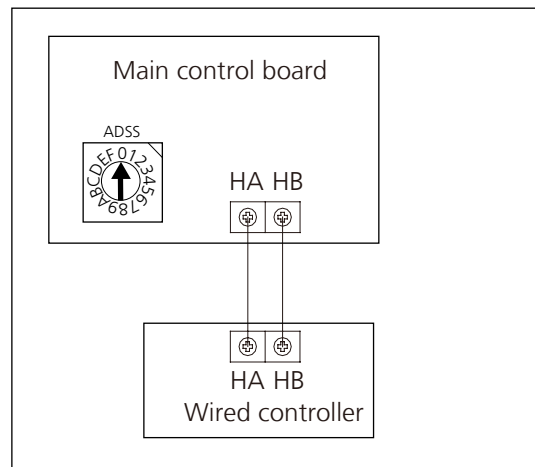 Main control board
ADSS
0123456789ABCDEF
HA HB
HA HB
Wired controller